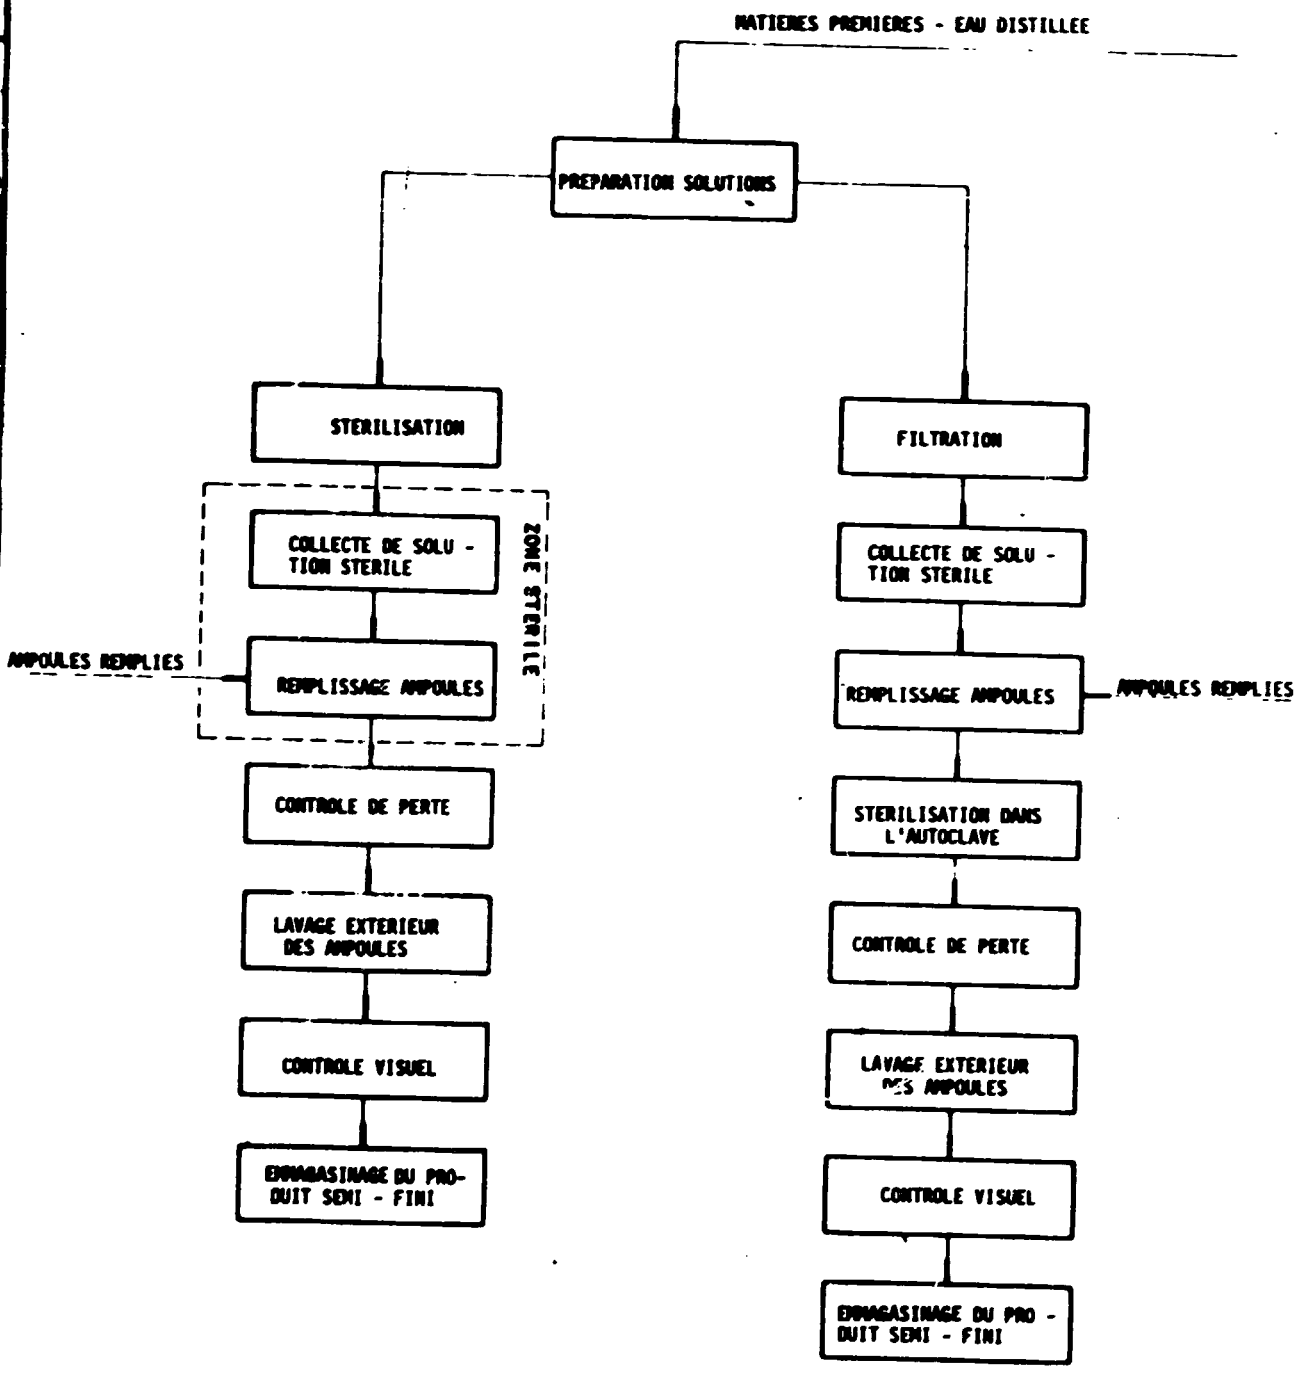 MATIERES PREMIERES - EAU DISTILLEE
PREPARATION SOLUTIONS
STERILISATION
COLLECTE DE SOLU -
TION STERILE
ZONE STERILE
AMPOULES REMPLIES
REMPLISSAGE AMPOULES
CONTROLE DE PERTE
LAVAGE EXTERIEUR
DES AMPOULES
CONTROLE VISUEL
EMMAGASINAGE DU PRO-
DUIT SEMI - FINI
FILTRATION
COLLECTE DE SOLU -
TION STERILE
REMPLISSAGE AMPOULES
AMPOULES REMPLIES
STERILISATION DANS
L'AUTOCLAVE
CONTROLE DE PERTE
LAVAGE EXTERIEUR
DES AMPOULES
CONTROLE VISUEL
EMMAGASINAGE DU PRO -
DUIT SEMI - FINI